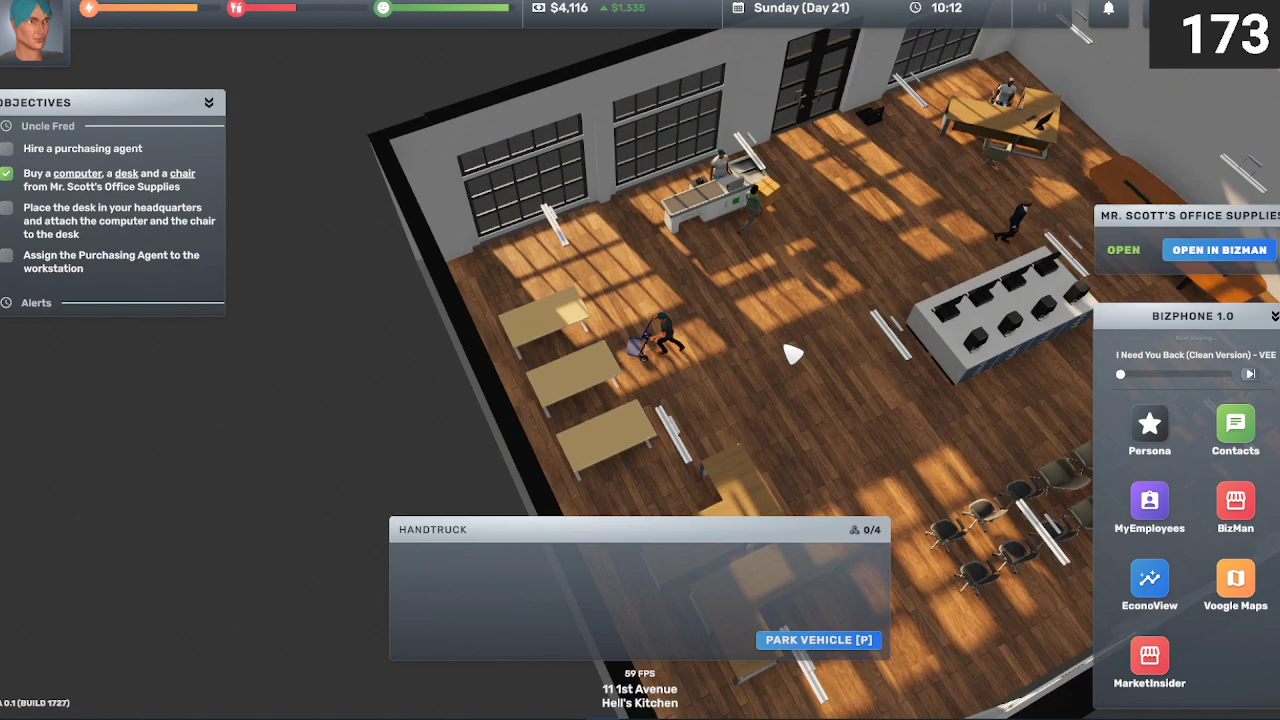 $4,116 ▲$1,335 Sunday (Day 21) 10:12
173
OBJECTIVES
Uncle Fred
Hire a purchasing agent
Buy a computer, a desk and a chair
from Mr. Scott's Office Supplies
Place the desk in your headquarters
and attach the computer and the chair
to the desk
Assign the Purchasing Agent to the
workstation
Alerts
MR. SCOTT'S OFFICE SUPPLIE
OPEN OPEN IN BIZMAN
BIZPHONE 1.0
Now playing...
I Need You Back (Clean Version) - VEE
Persona Contacts
MyEmployees BizMan
EconoView Voogle Maps
MarketInsider
HANDTRUCK 0/4
PARK VEHICLE [P]
59 FPS
11 1st Avenue
Hell's Kitchen
A 0.1 (BUILD 1727)